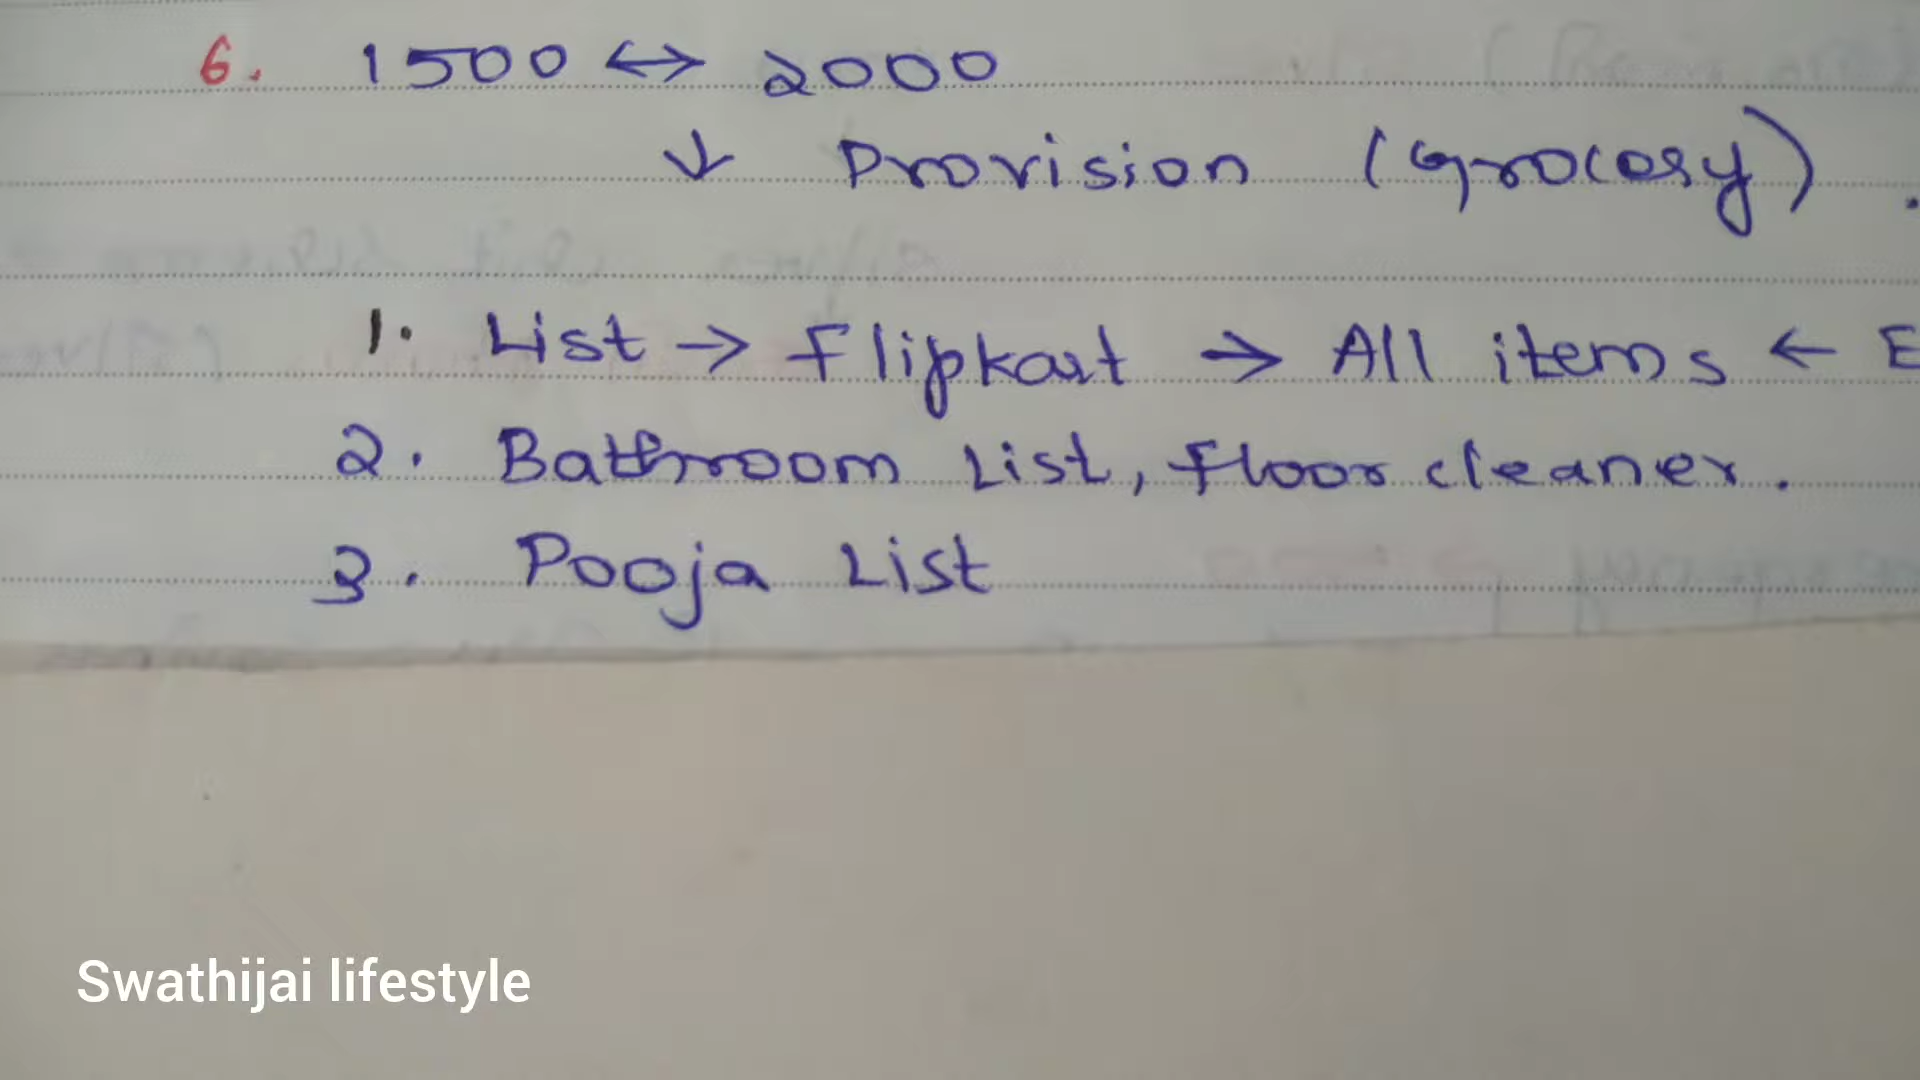 6. 1500 ↔ 2000
↓ Provision (Grocery).
1. List → Flipkart → All items ← E
2. Bathroom List, Floor cleaner.
3. Pooja List
Swathijai lifestyle